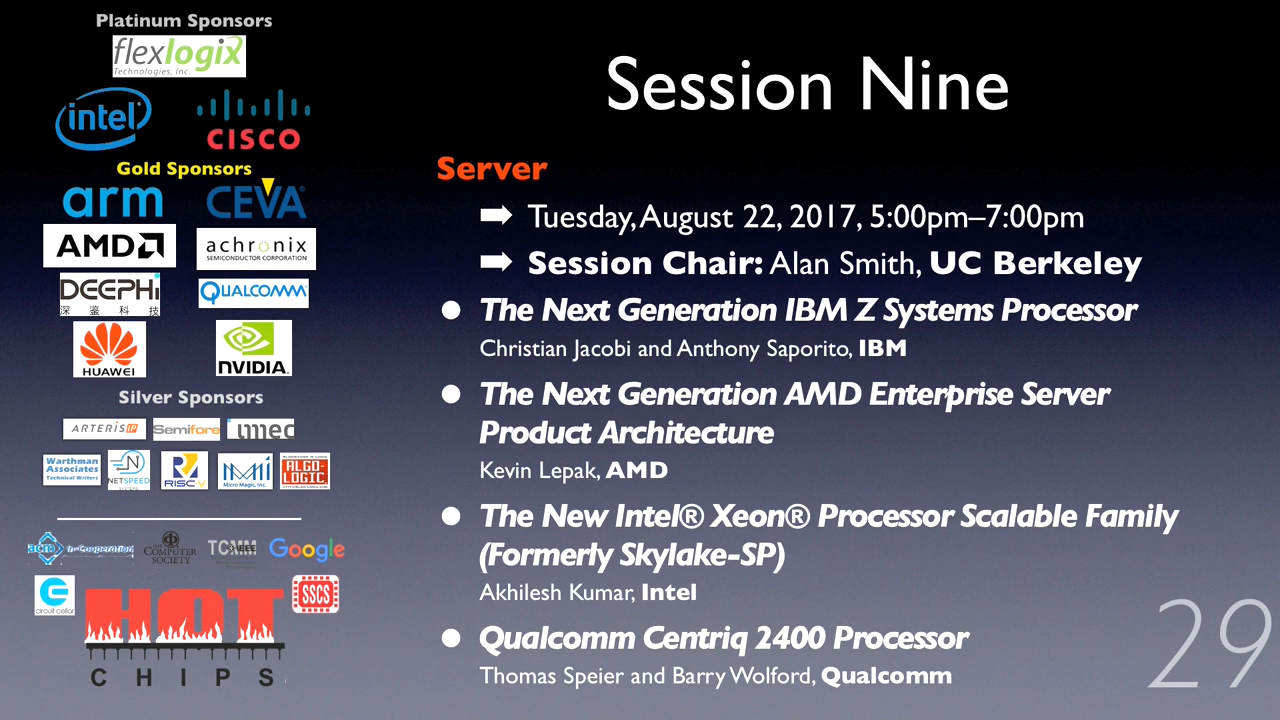 Platinum Sponsors
flexlogix
Technologies, Inc.
intel
CISCO
Gold Sponsors
arm
CEVA
AMD
achronix
SEMICONDUCTOR CORPORATION
DEEPHi
深鉴科技
QUALCOMM
HUAWEI
NVIDIA.
Silver Sponsors
ARTERIS IP
Semifore
imec
Warthman
Associates
Technical Writers
N
NETSPEED
SYSTEMS
RISC V
Micro Magic, Inc.
ALGO-
LOGIC
acm In-Cooperation
COMPUTER
SOCIETY
TCMM IEEE
Google
circuit cellar
SSCS
HOT
CHIPS
Session Nine
Server
➡ Tuesday, August 22, 2017, 5:00pm–7:00pm
➡ Session Chair: Alan Smith, UC Berkeley
● The Next Generation IBM Z Systems Processor
Christian Jacobi and Anthony Saporito, IBM
● The Next Generation AMD Enterprise Server
Product Architecture
Kevin Lepak, AMD
● The New Intel® Xeon® Processor Scalable Family
(Formerly Skylake-SP)
Akhilesh Kumar, Intel
● Qualcomm Centriq 2400 Processor
Thomas Speier and Barry Wolford, Qualcomm
29